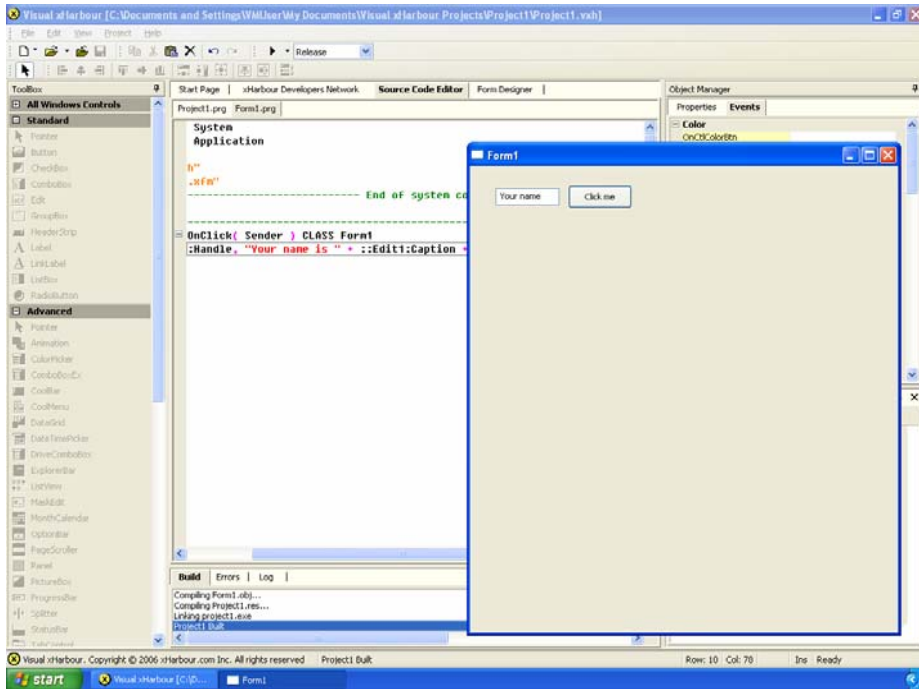 Visual xHarbour [C:\Documents and Settings\VMUser\My Documents\Visual xHarbour Projects\Project1\Project1.vxh]
File Edit View Project Help
Release
ToolBox
All Windows Controls
Standard
Pointer
Button
CheckBox
ComboBox
Edit
GroupBox
HeaderStrip
Label
LinkLabel
ListBox
RadioButton
Advanced
Pointer
Animation
ColorPicker
ComboBoxEx
CoolBar
CoolMenu
DataGrid
DateTimePicker
DriveComboBox
ExplorerBar
ListView
MaskEdit
MonthCalendar
OptionBar
PageScroller
Panel
PictureBox
ProgressBar
Splitter
StatusBar
TabControl
Start Page | xHarbour Developers Network Source Code Editor Form Designer |
Project1.prg Form1.prg
System
Application
h"
.xfm"
---------------------------------- End of system co
OnClick( Sender ) CLASS Form1
:Handle, "Your name is " + ::Edit1:Caption +
Build Errors | Log |
Compiling Form1.obj...
Compiling Project1.res...
Linking project1.exe
Project1 Built
Object Manager
Properties Events
Color
OnCtlColorBtn
Form1
Your name
Click me
Visual xHarbour. Copyright © 2006 xHarbour.com Inc. All rights reserved Project1 Built
Row: 10 Col: 70 Ins Ready
start
Visual xHarbour [C:\D...
Form1